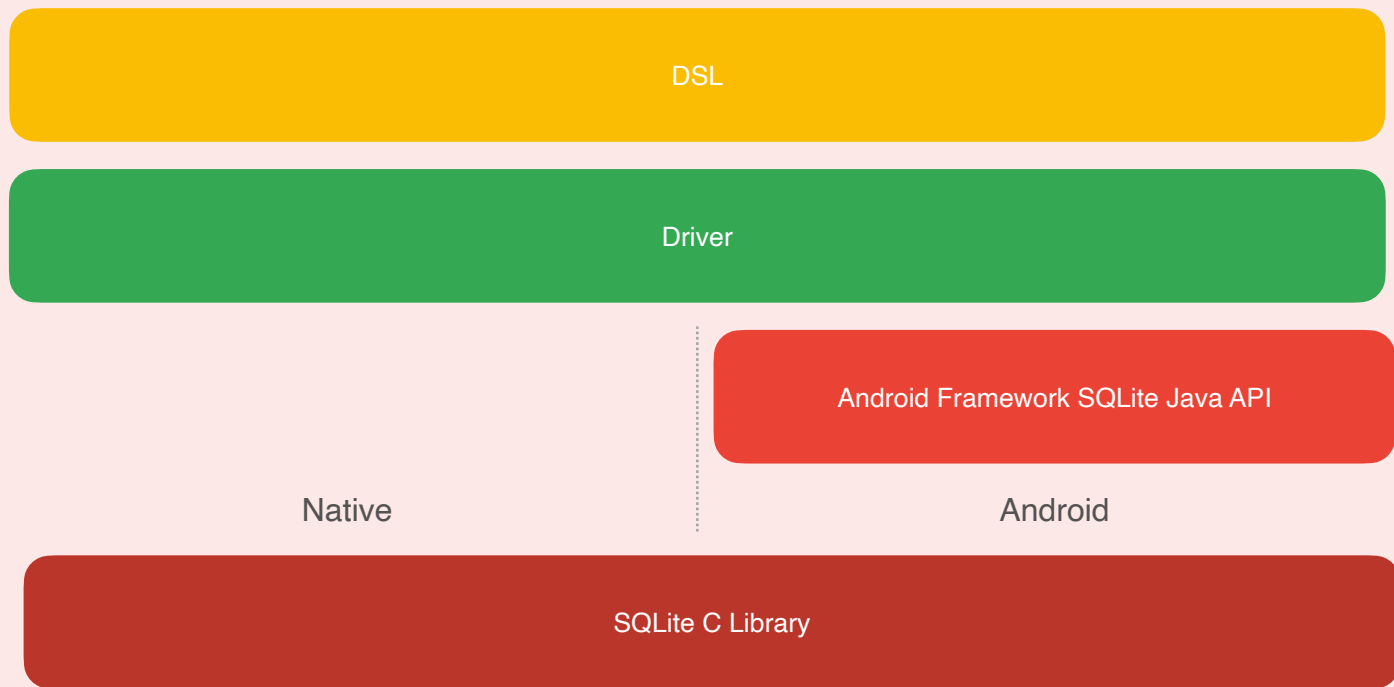 DSL
Driver
Android Framework SQLite Java API
Native
Android
SQLite C Library